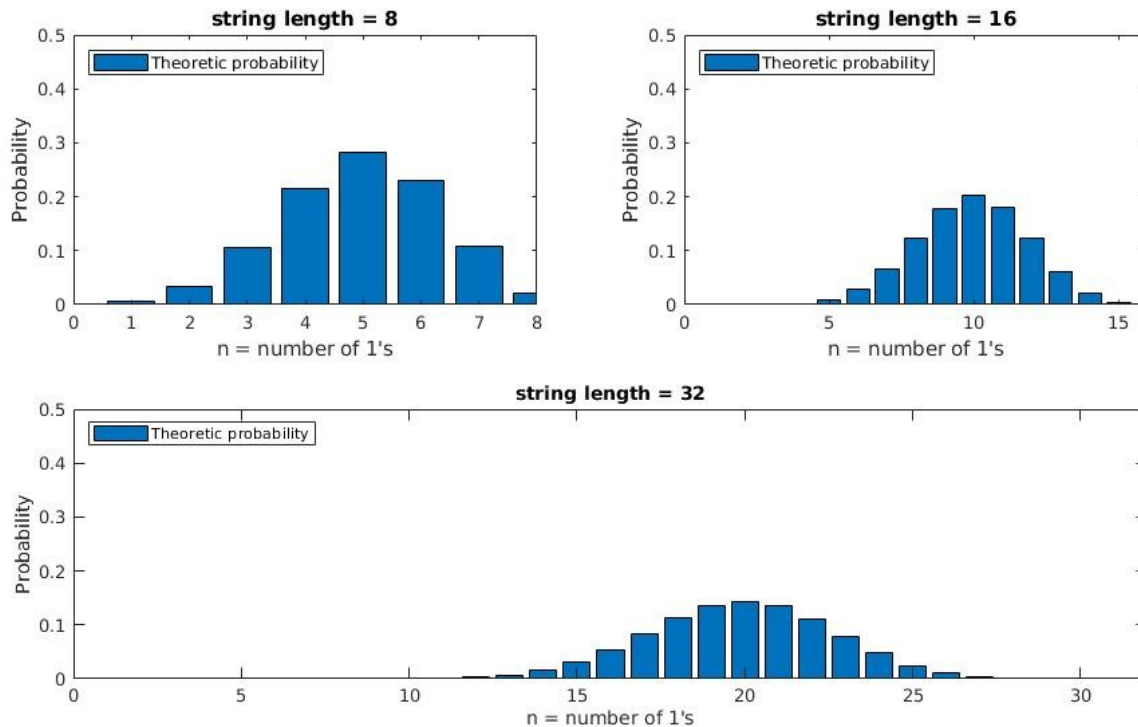 string length = 8
0.5
0.4
0.3
0.2
0.1
0
Probability
Theoretic probability
0 1 2 3 4 5 6 7 8
n = number of 1's
string length = 16
0.5
0.4
0.3
0.2
0.1
0
Probability
Theoretic probability
0 5 10 15
n = number of 1's
string length = 32
0.5
0.4
0.3
0.2
0.1
0
Probability
Theoretic probability
0 5 10 15 20 25 30
n = number of 1's